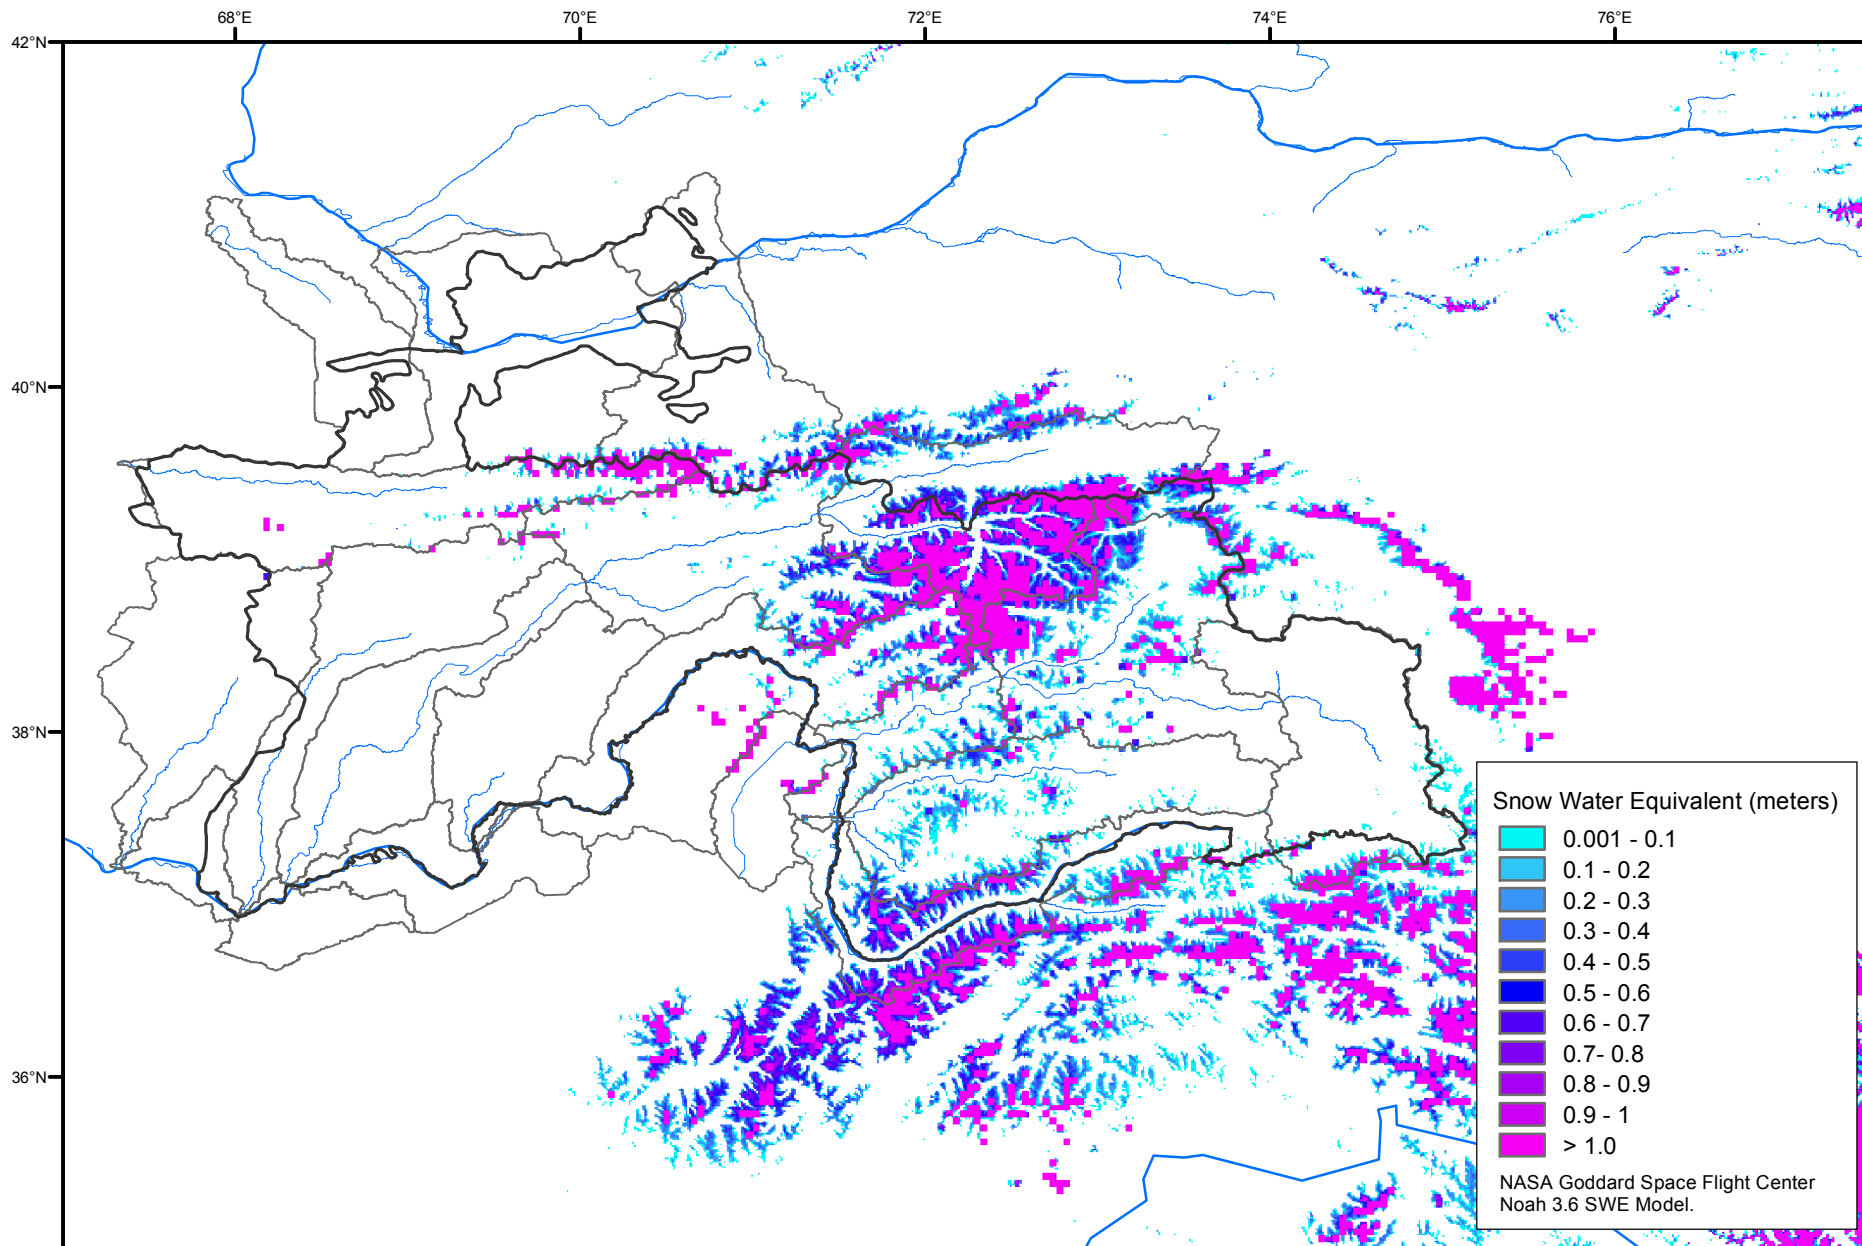 68°E
70°E
72°E
74°E
76°E
42°N
40°N
38°N
36°N
Snow Water Equivalent (meters)
0.001 - 0.1
0.1 - 0.2
0.2 - 0.3
0.3 - 0.4
0.4 - 0.5
0.5 - 0.6
0.6 - 0.7
0.7- 0.8
0.8 - 0.9
0.9 - 1
> 1.0
NASA Goddard Space Flight Center
Noah 3.6 SWE Model.